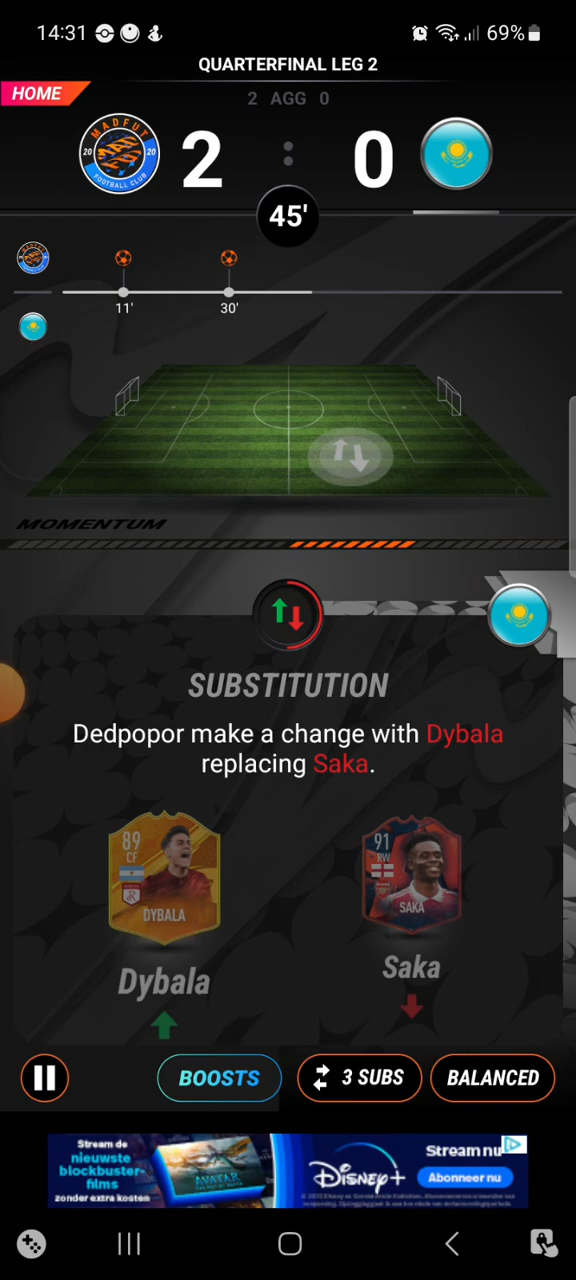 14:31
69%
QUARTERFINAL LEG 2
HOME
2 AGG 0
MADFUT
20 20
FOOTBALL CLUB
2 : 0
45'
11' 30'
MOMENTUM
SUBSTITUTION
Dedpopor make a change with Dybala
replacing Saka.
89
CF
DYBALA
91
RW
SAKA
Dybala
Saka
BOOSTS
3 SUBS
BALANCED
Stream de
nieuwste
blockbuster-
films
zonder extra kosten
AVATAR
Disney+
Stream nu
Abonneer nu